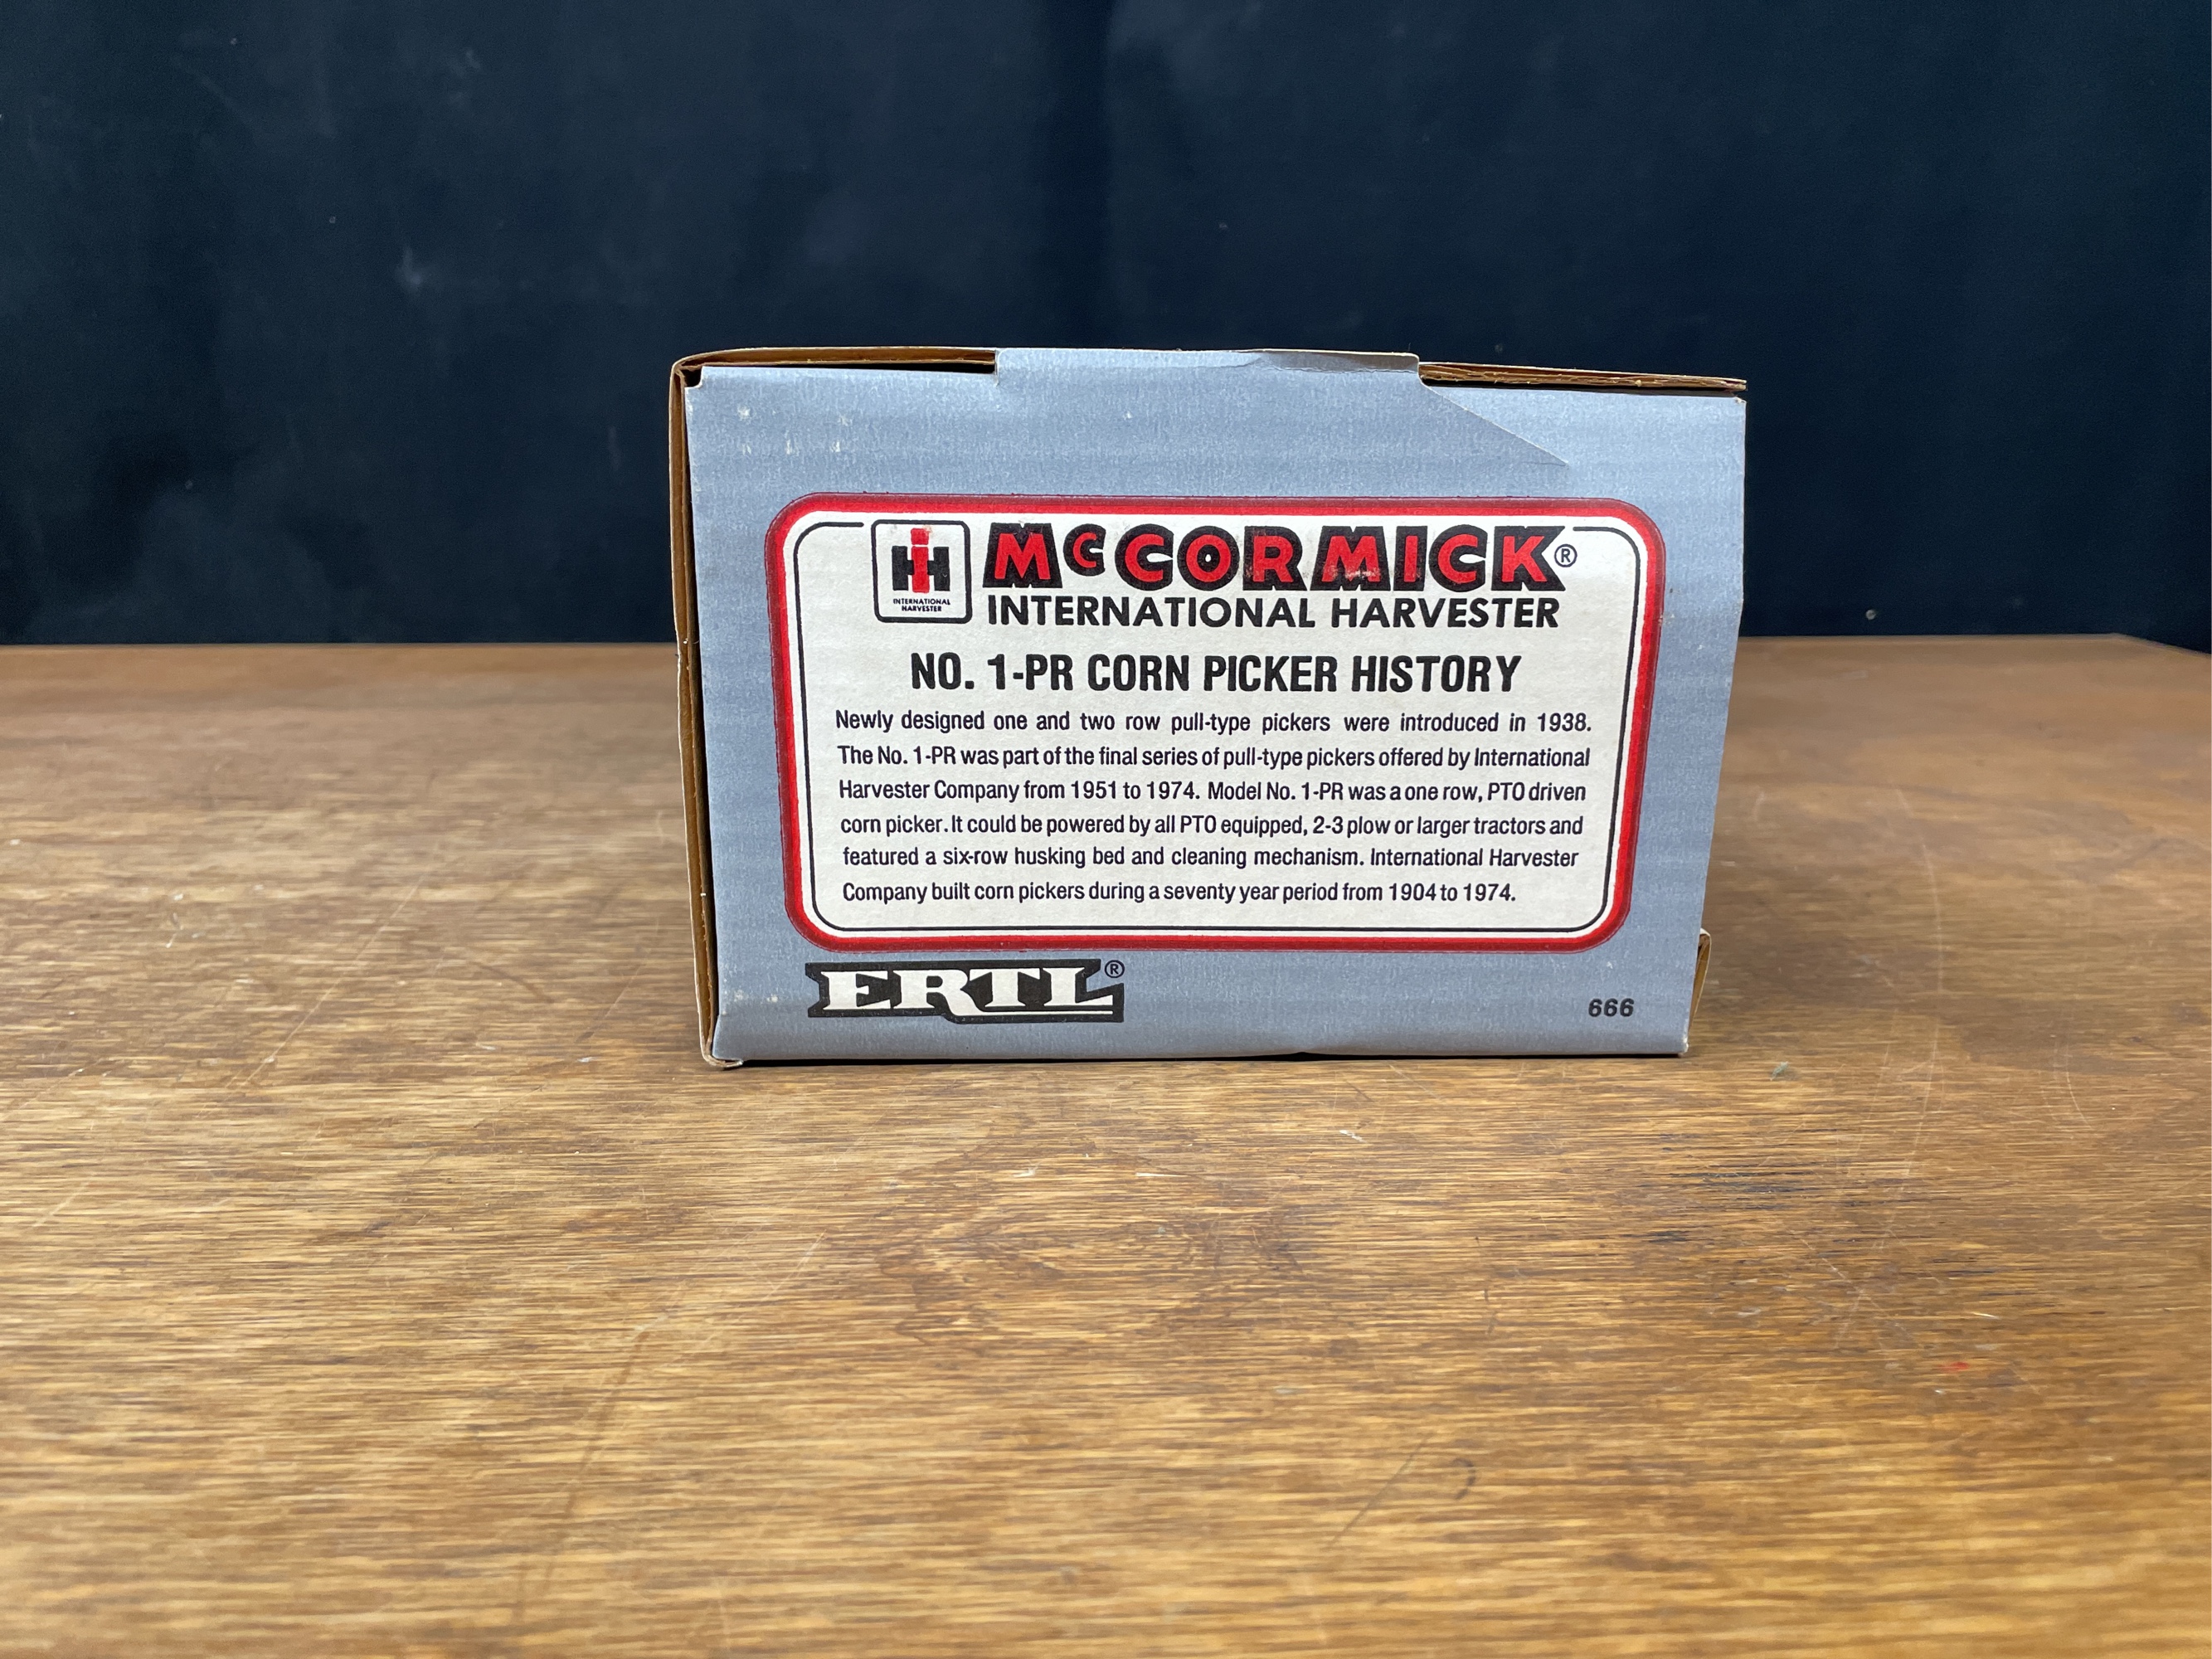 IH
INTERNATIONAL
HARVESTER
McCORMICK®
INTERNATIONAL HARVESTER
NO. 1-PR CORN PICKER HISTORY
Newly designed one and two row pull-type pickers were introduced in 1938.
The No. 1-PR was part of the final series of pull-type pickers offered by International
Harvester Company from 1951 to 1974. Model No. 1-PR was a one row, PTO driven
corn picker. It could be powered by all PTO equipped, 2-3 plow or larger tractors and
featured a six-row husking bed and cleaning mechanism. International Harvester
Company built corn pickers during a seventy year period from 1904 to 1974.
ERTL®
666